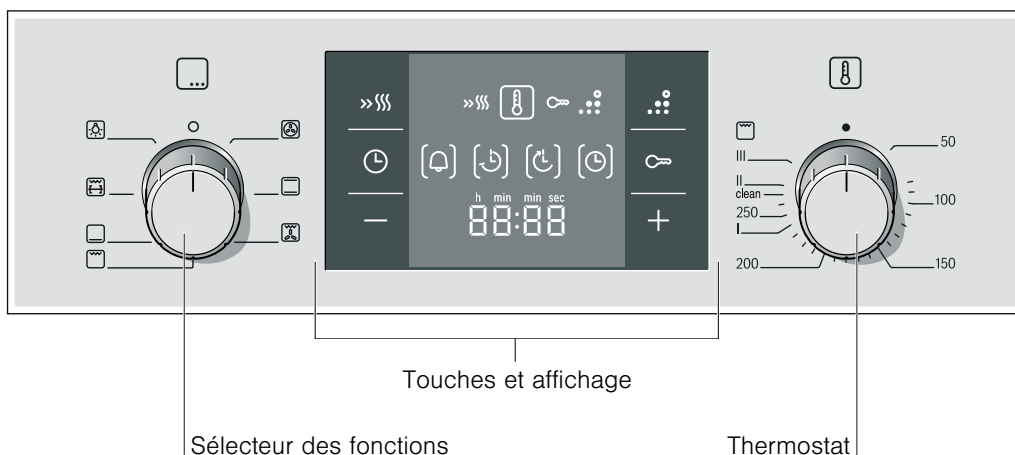 h min min sec
88:88
50
100
150
200
250
I
clean
II
III
Touches et affichage
Sélecteur des fonctions
Thermostat